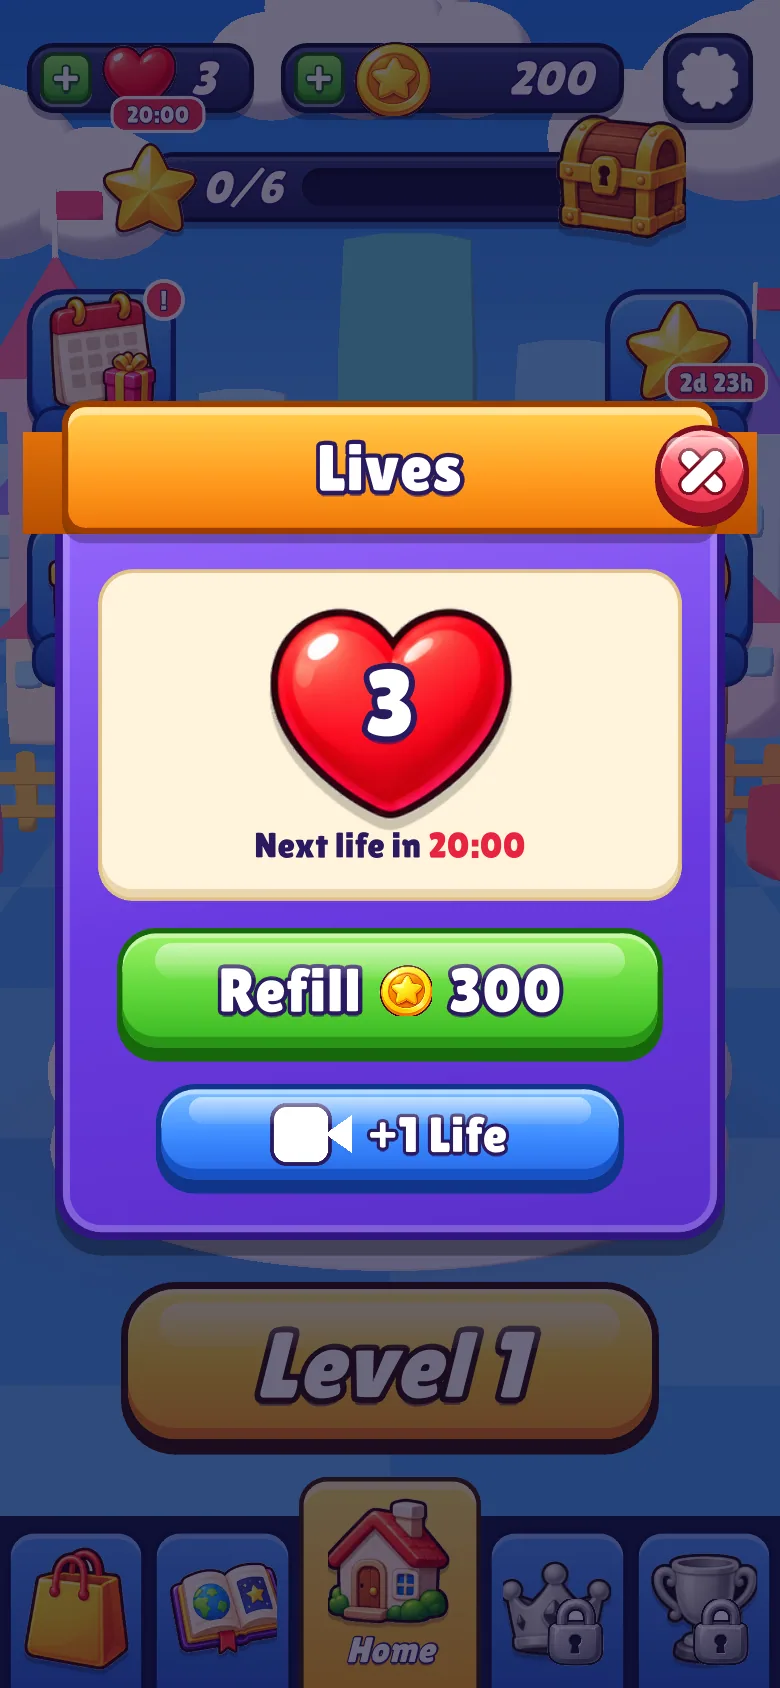 3
200
20:00
0/6
!
2d 23h
Lives
3
Next life in 20:00
Refill 300
+1 Life
Level 1
Home